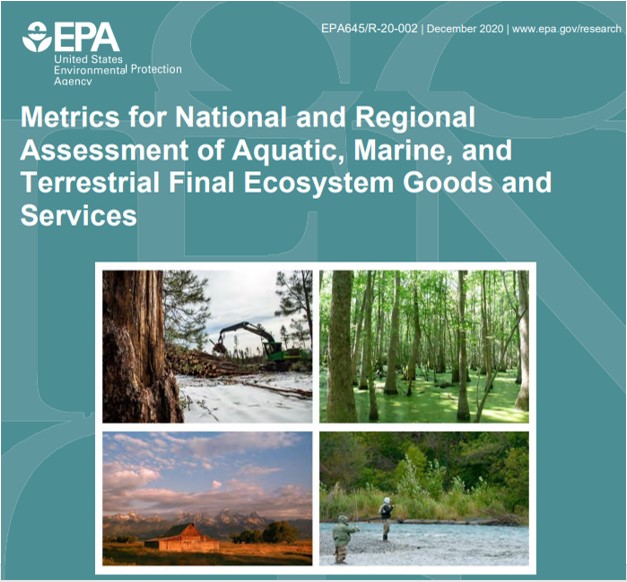 EPA645/R-20-002 | December 2020 | www.epa.gov/research
EPA
United States
Environmental Protection
Agency
Metrics for National and Regional
Assessment of Aquatic, Marine, and
Terrestrial Final Ecosystem Goods and
Services